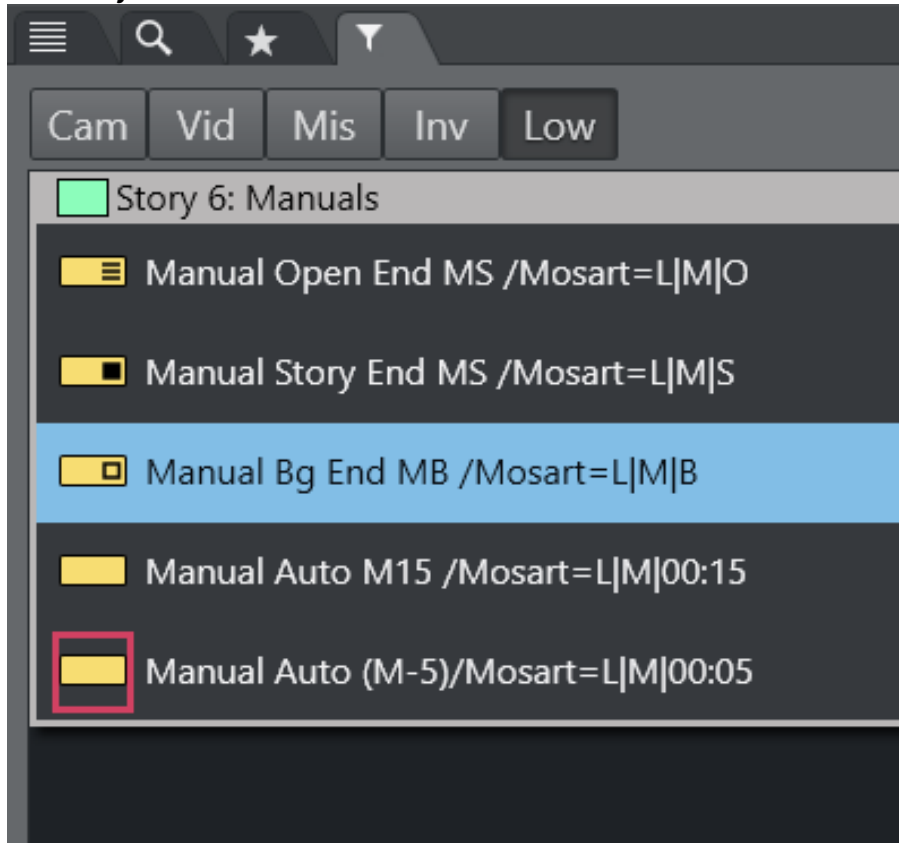 Cam Vid Mis Inv Low
Story 6: Manuals
Manual Open End MS /Mosart=L|M|O
Manual Story End MS /Mosart=L|M|S
Manual Bg End MB /Mosart=L|M|B
Manual Auto M15 /Mosart=L|M|00:15
Manual Auto (M-5)/Mosart=L|M|00:05